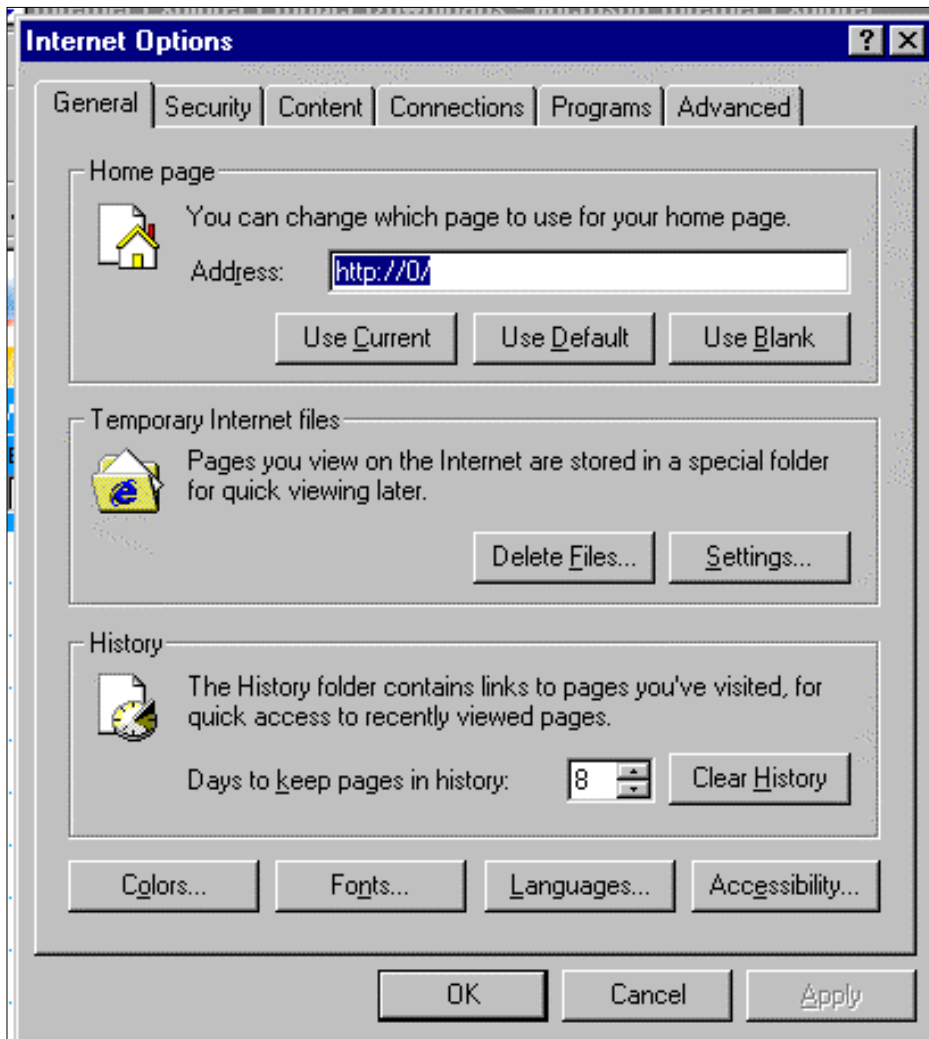 Internet Options
General Security Content Connections Programs Advanced
Home page
You can change which page to use for your home page.
Address: http://0/
Use Current Use Default Use Blank
Temporary Internet files
Pages you view on the Internet are stored in a special folder
for quick viewing later.
Delete Files... Settings...
History
The History folder contains links to pages you've visited, for
quick access to recently viewed pages.
Days to keep pages in history: 8 Clear History
Colors... Fonts... Languages... Accessibility...
OK Cancel Apply